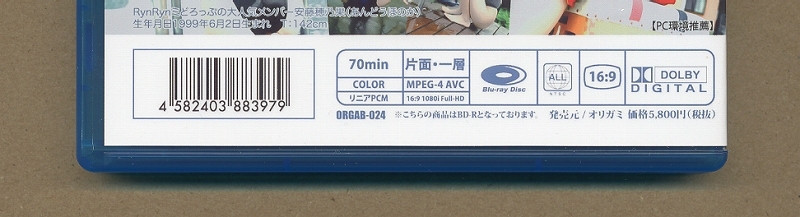 RynRynこどろっぷの大人気メンバー安藤穂乃果(あんどうほのか)
生年月日1999年6月2日生まれ T:142cm
【PC環境推薦】
70min 片面・一層
COLOR MPEG-4 AVC
リニアPCM 16:9 1080i Full-HD
Blu-ray Disc
ALL
NTSC
16:9
DOLBY
DIGITAL
4 582403 883979
ORGAB-024 ※こちらの商品はBD-Rとなっております。 発売元/オリガミ 価格5,800円(税抜)